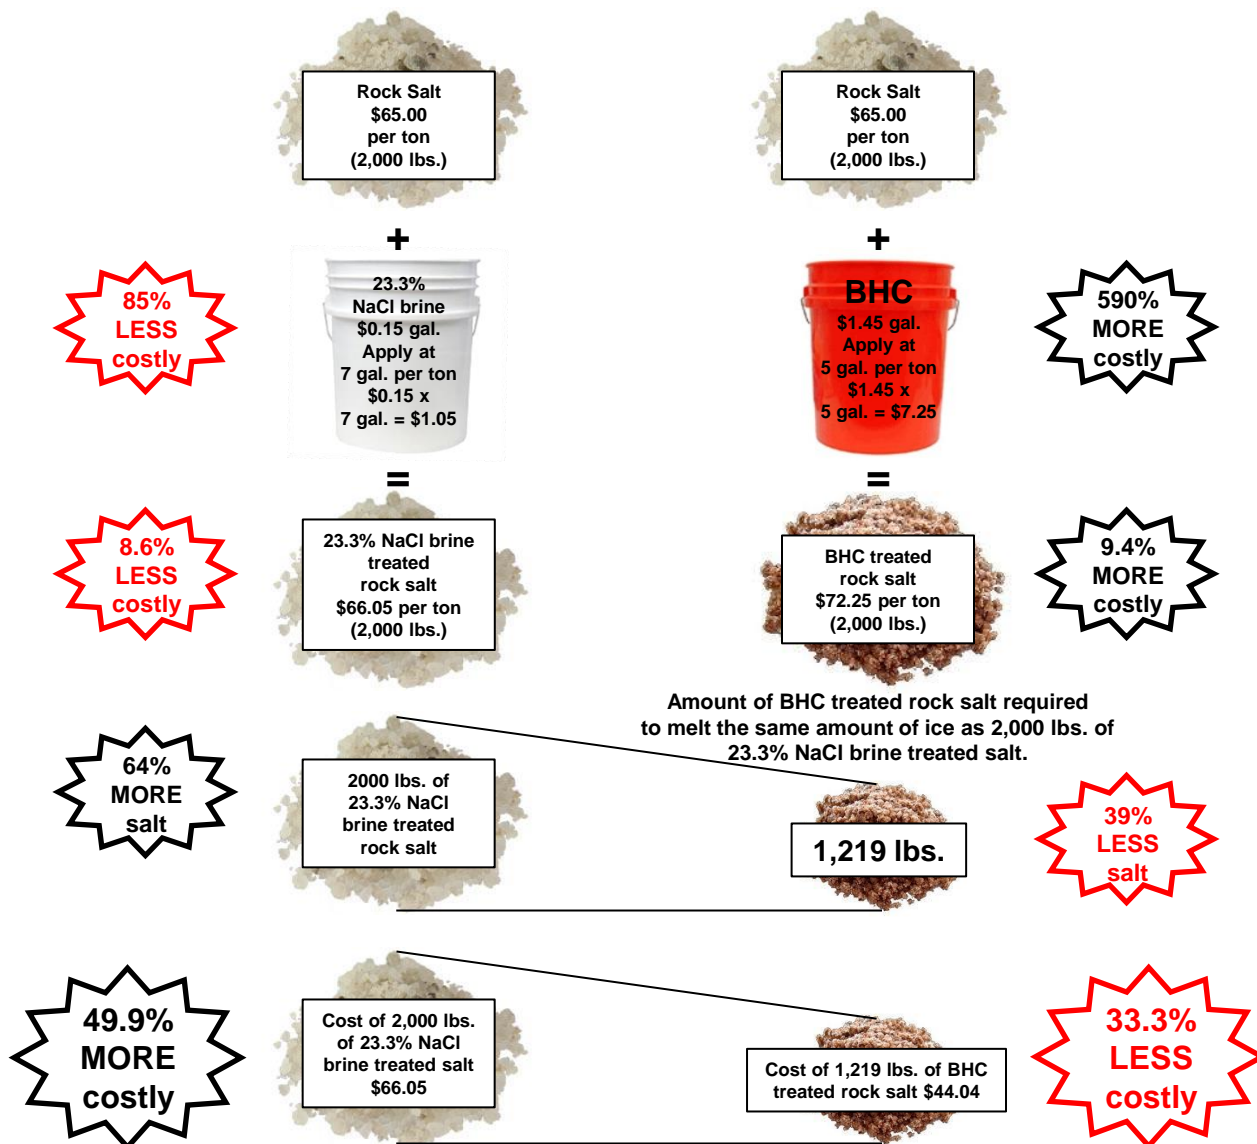 Rock Salt
$65.00
per ton
(2,000 lbs.)
Rock Salt
$65.00
per ton
(2,000 lbs.)
+
+
85%
LESS
costly
23.3%
NaCl brine
$0.15 gal.
Apply at
7 gal. per ton
$0.15 x
7 gal. = $1.05
BHC
$1.45 gal.
Apply at
5 gal. per ton
$1.45 x
5 gal. = $7.25
590%
MORE
costly
=
=
8.6%
LESS
costly
23.3% NaCl brine
treated
rock salt
$66.05 per ton
(2,000 lbs.)
BHC treated
rock salt
$72.25 per ton
(2,000 lbs.)
9.4%
MORE
costly
Amount of BHC treated rock salt required
to melt the same amount of ice as 2,000 lbs. of
23.3% NaCl brine treated salt.
64%
MORE
salt
2000 lbs. of
23.3% NaCl
brine treated
rock salt
1,219 lbs.
39%
LESS
salt
49.9%
MORE
costly
Cost of 2,000 lbs.
of 23.3% NaCl
brine treated salt
$66.05
Cost of 1,219 lbs. of BHC
treated rock salt $44.04
33.3%
LESS
costly